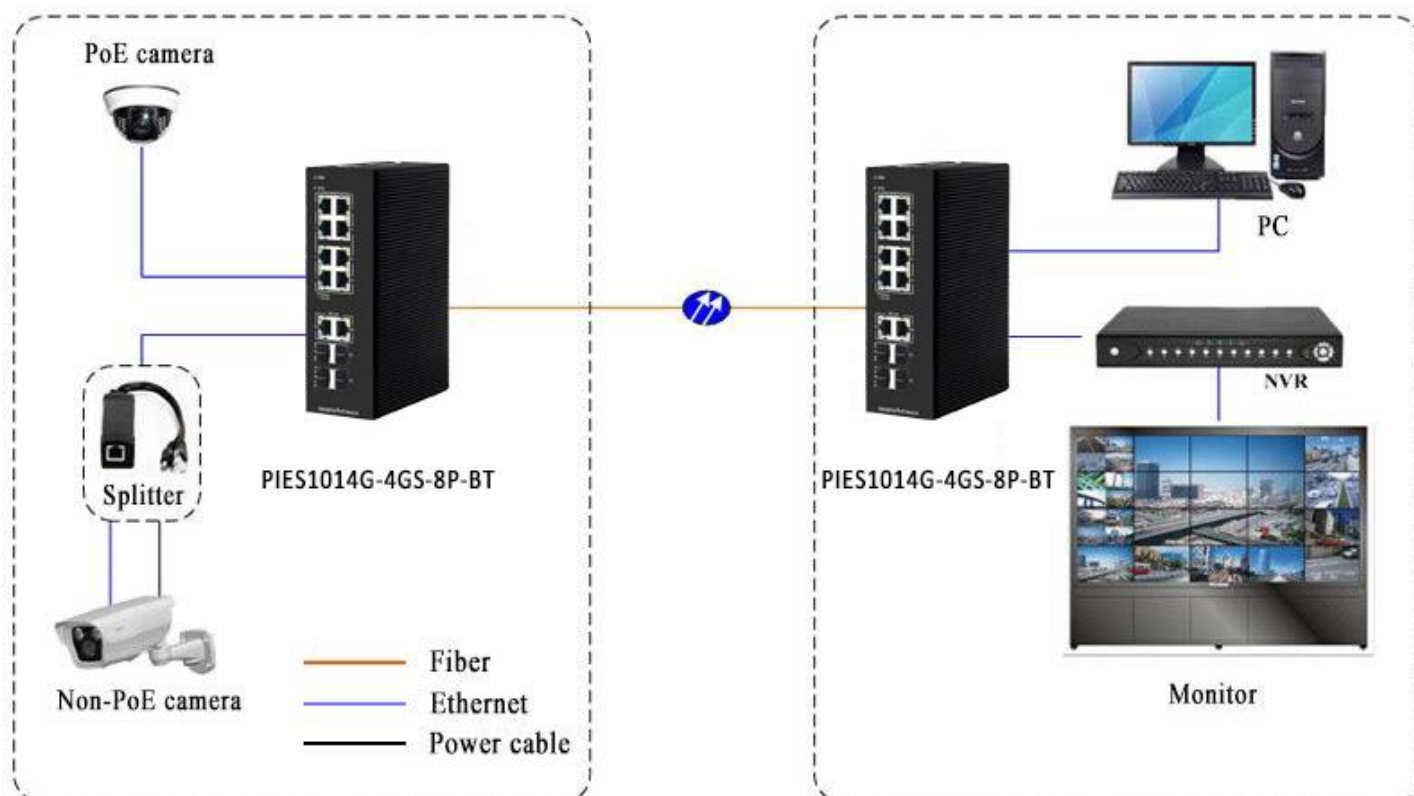 PoE camera
PC
NVR
Splitter
PIES1014G-4GS-8P-BT
PIES1014G-4GS-8P-BT
Non-PoE camera
Fiber
Ethernet
Power cable
Monitor